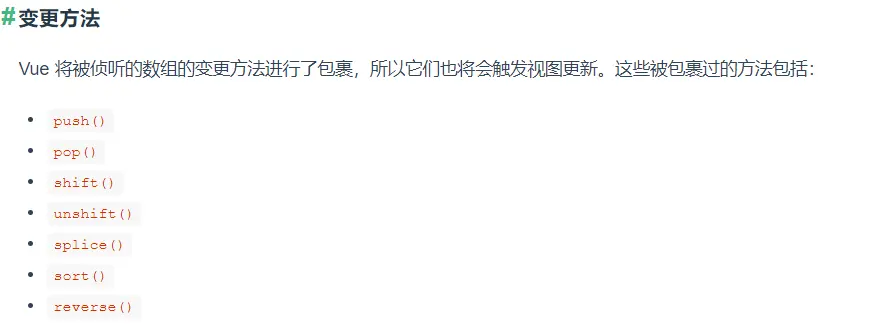 #变更方法
Vue 将被侦听的数组的变更方法进行了包裹，所以它们也将会触发视图更新。这些被包裹过的方法包括：
• push()
• pop()
• shift()
• unshift()
• splice()
• sort()
• reverse()